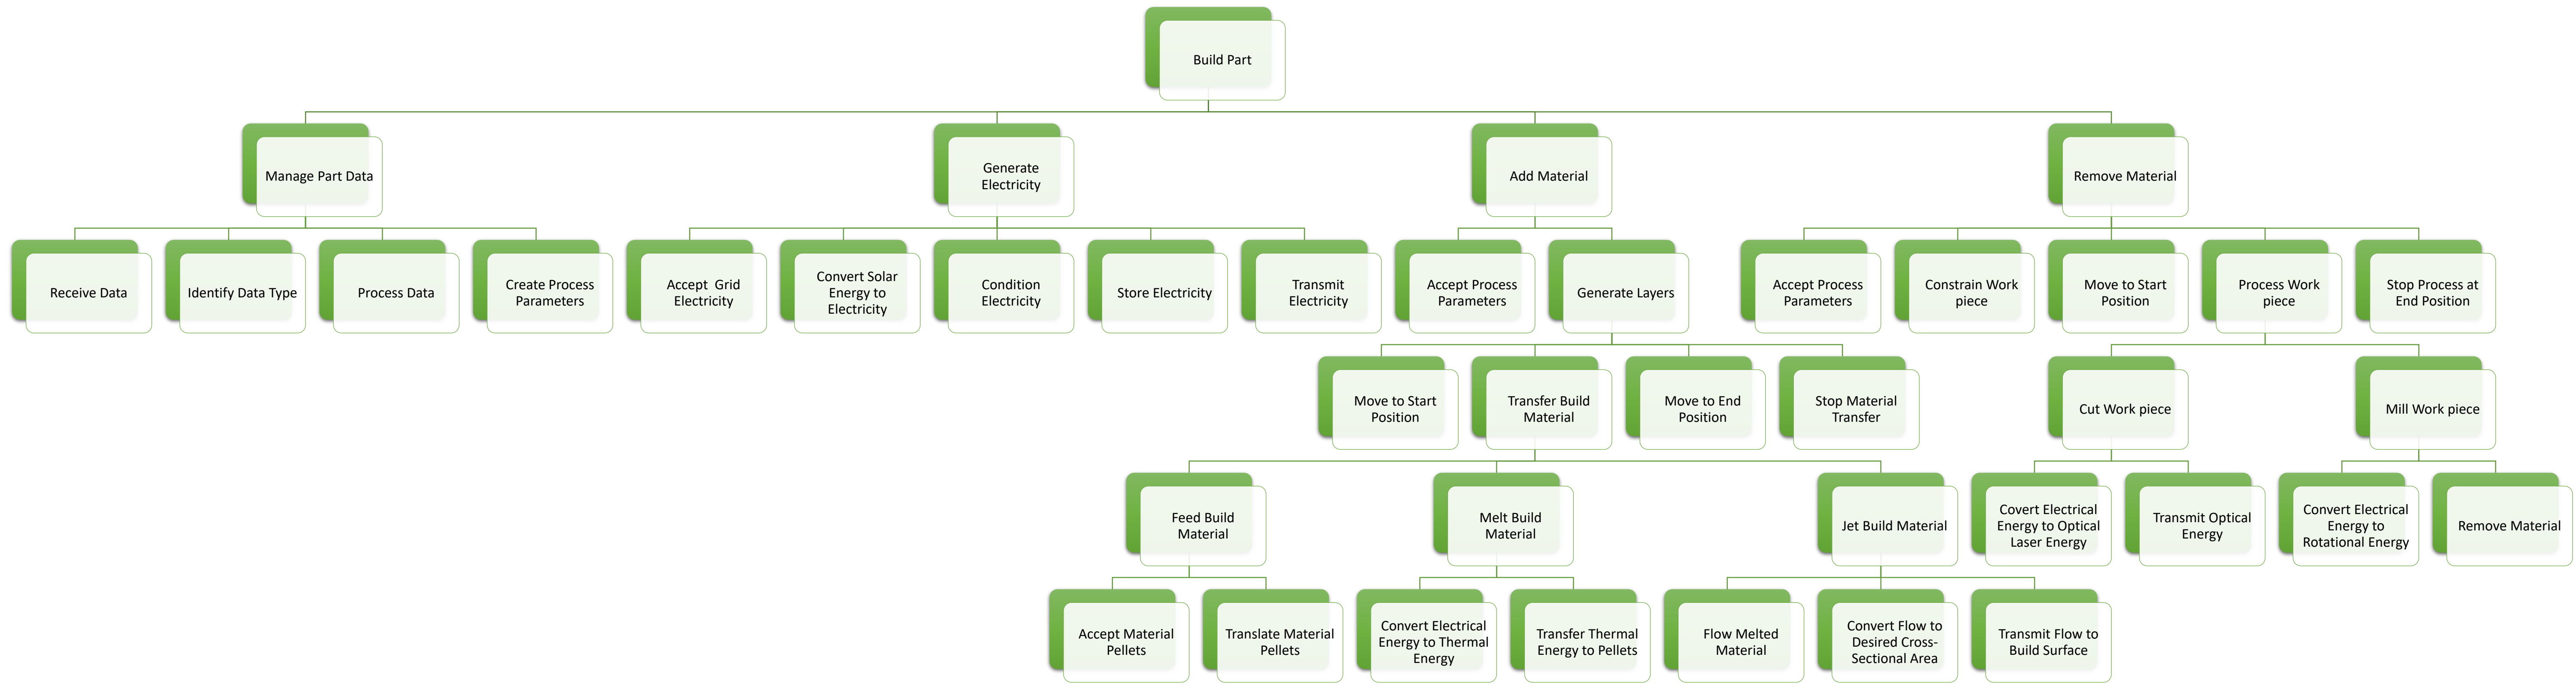 Build Part
Manage Part Data
Generate
Electricity
Add Material
Remove Material
Receive Data
Identify Data Type
Process Data
Create Process
Parameters
Accept  Grid
Electricity
Convert Solar
Energy to
Electricity
Condition
Electricity
Store Electricity
Transmit
Electricity
Accept Process
Parameters
Generate Layers
Accept Process
Parameters
Constrain Work
piece
Move to Start
Position
Process Work
piece
Stop Process at
End Position
Move to Start
Position
Transfer Build
Material
Move to End
Position
Stop Material
Transfer
Cut Work piece
Mill Work piece
Feed Build
Material
Melt Build
Material
Jet Build Material
Covert Electrical
Energy to Optical
Laser Energy
Transmit Optical
Energy
Convert Electrical
Energy to
Rotational Energy
Remove Material
Accept Material
Pellets
Translate Material
Pellets
Convert Electrical
Energy to Thermal
Energy
Transfer Thermal
Energy to Pellets
Flow Melted
Material
Convert Flow to
Desired Cross-
Sectional Area
Transmit Flow to
Build Surface